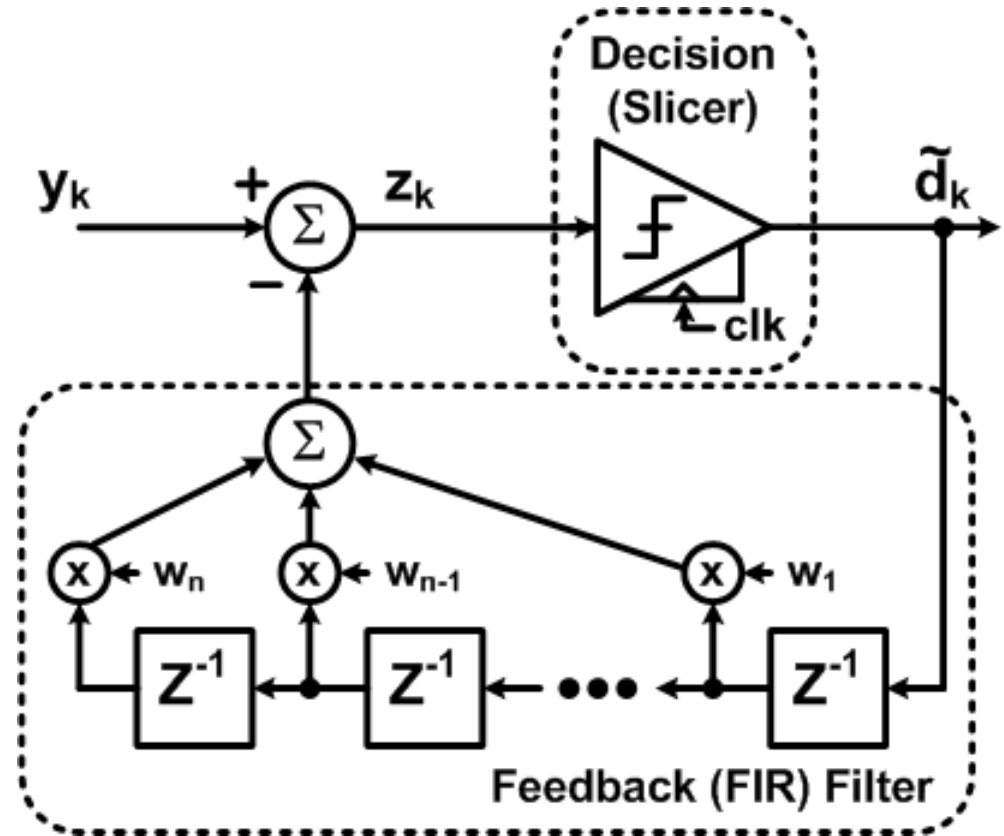 Decision
(Slicer)
yₖ
+
Σ
zₖ
d̃ₖ
−
clk
Σ
x
wₙ
x
wₙ₋₁
x
w₁
Z⁻¹
Z⁻¹
Z⁻¹
Feedback (FIR) Filter